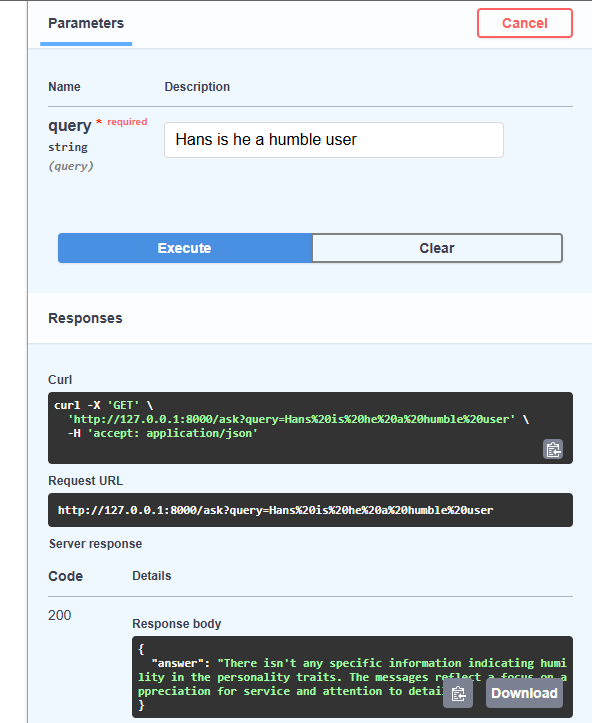 Parameters
Cancel
Name Description
query * required
string
(query)
Hans is he a humble user
Execute Clear
Responses
Curl
curl -X 'GET' \
'http://127.0.0.1:8000/ask?query=Hans%20is%20he%20a%20humble%20user' \
-H 'accept: application/json'
Request URL
http://127.0.0.1:8000/ask?query=Hans%20is%20he%20a%20humble%20user
Server response
Code Details
200
Response body
{
"answer": "There isn't any specific information indicating humi
lity in the personality traits. The messages reflect a focus on a
ppreciation for service and attention to detai
Download
}